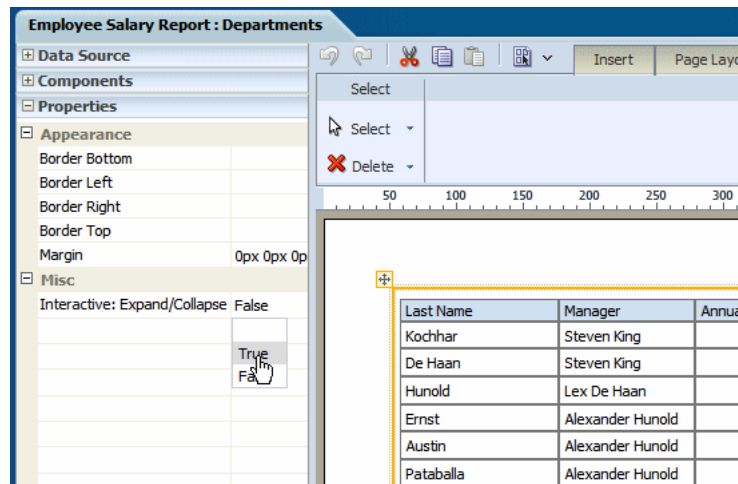 Employee Salary Report : Departments
Data Source
Components
Properties
Appearance
Border Bottom
Border Left
Border Right
Border Top
Margin 0px 0px 0p
Misc
Interactive: Expand/Collapse False
True
Insert Page Layo
Select
Select
Delete
50 100 150 200 250 300
Last Name Manager Annua
Kochhar Steven King
De Haan Steven King
Hunold Lex De Haan
Ernst Alexander Hunold
Austin Alexander Hunold
Pataballa Alexander Hunold